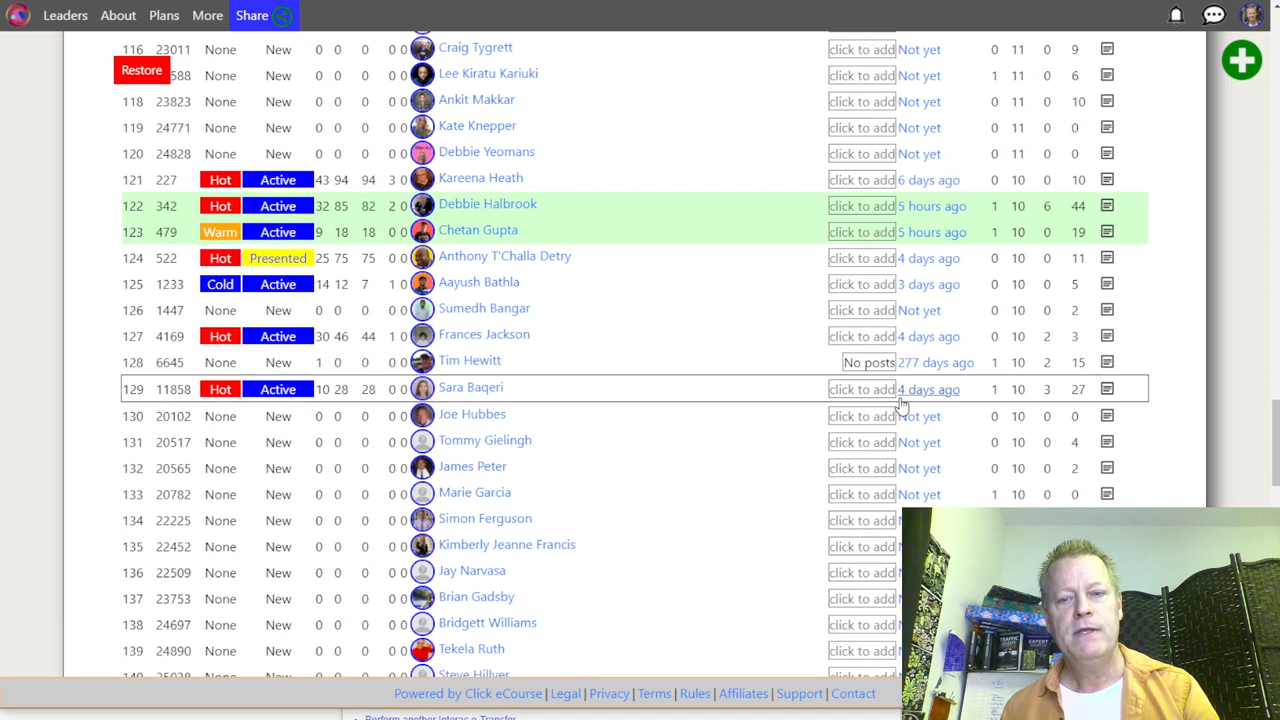 Leaders About Plans More Share
116 23011 None New 0 0 0 0 0 Craig Tygrett click to add Not yet 0 11 0 9
Restore
588 None New 0 0 0 0 0 Lee Kiratu Kariuki click to add Not yet 1 11 0 6
118 23823 None New 0 0 0 0 0 Ankit Makkar click to add Not yet 0 11 0 10
119 24771 None New 0 0 0 0 0 Kate Knepper click to add Not yet 0 11 0 0
120 24828 None New 0 0 0 0 0 Debbie Yeomans click to add Not yet 0 11 0 0
121 227 Hot Active 43 94 94 3 0 Kareena Heath click to add 6 days ago 0 10 0 10
122 342 Hot Active 32 85 82 2 0 Debbie Halbrook click to add 5 hours ago 1 10 6 44
123 479 Warm Active 9 18 18 0 0 Chetan Gupta click to add 5 hours ago 1 10 0 19
124 522 Hot Presented 25 75 75 0 0 Anthony T'Challa Detry click to add 4 days ago 0 10 0 11
125 1233 Cold Active 14 12 7 1 0 Aayush Bathla click to add 3 days ago 0 10 0 5
126 1447 None New 0 0 0 0 0 Sumedh Bangar click to add Not yet 0 10 0 2
127 4169 Hot Active 30 46 44 1 0 Frances Jackson click to add 4 days ago 0 10 2 3
128 6645 None New 1 0 0 0 0 Tim Hewitt No posts 277 days ago 1 10 2 15
129 11858 Hot Active 10 28 28 0 0 Sara Baqeri click to add 4 days ago 1 10 3 27
130 20102 None New 0 0 0 0 0 Joe Hubbes click to add Not yet 0 10 0 0
131 20517 None New 0 0 0 0 0 Tommy Gielingh click to add Not yet 0 10 0 4
132 20565 None New 0 0 0 0 0 James Peter click to add Not yet 0 10 0 2
133 20782 None New 0 0 0 0 0 Marie Garcia click to add Not yet 1 10 0 0
134 22225 None New 0 0 0 0 0 Simon Ferguson click to add
135 22452 None New 0 0 0 0 0 Kimberly Jeanne Francis click to add
136 22509 None New 0 0 0 0 0 Jay Narvasa click to add
137 23753 None New 0 0 0 0 0 Brian Gadsby click to add
138 24697 None New 0 0 0 0 0 Bridgett Williams click to add
139 24890 None New 0 0 0 0 0 Tekela Ruth click to add
Steve Hillyer
TRAFFIC
EXPERT
Powered by Click eCourse | Legal | Privacy | Terms | Rules | Affiliates | Support | Contact
Perform another Interac e-Transfer